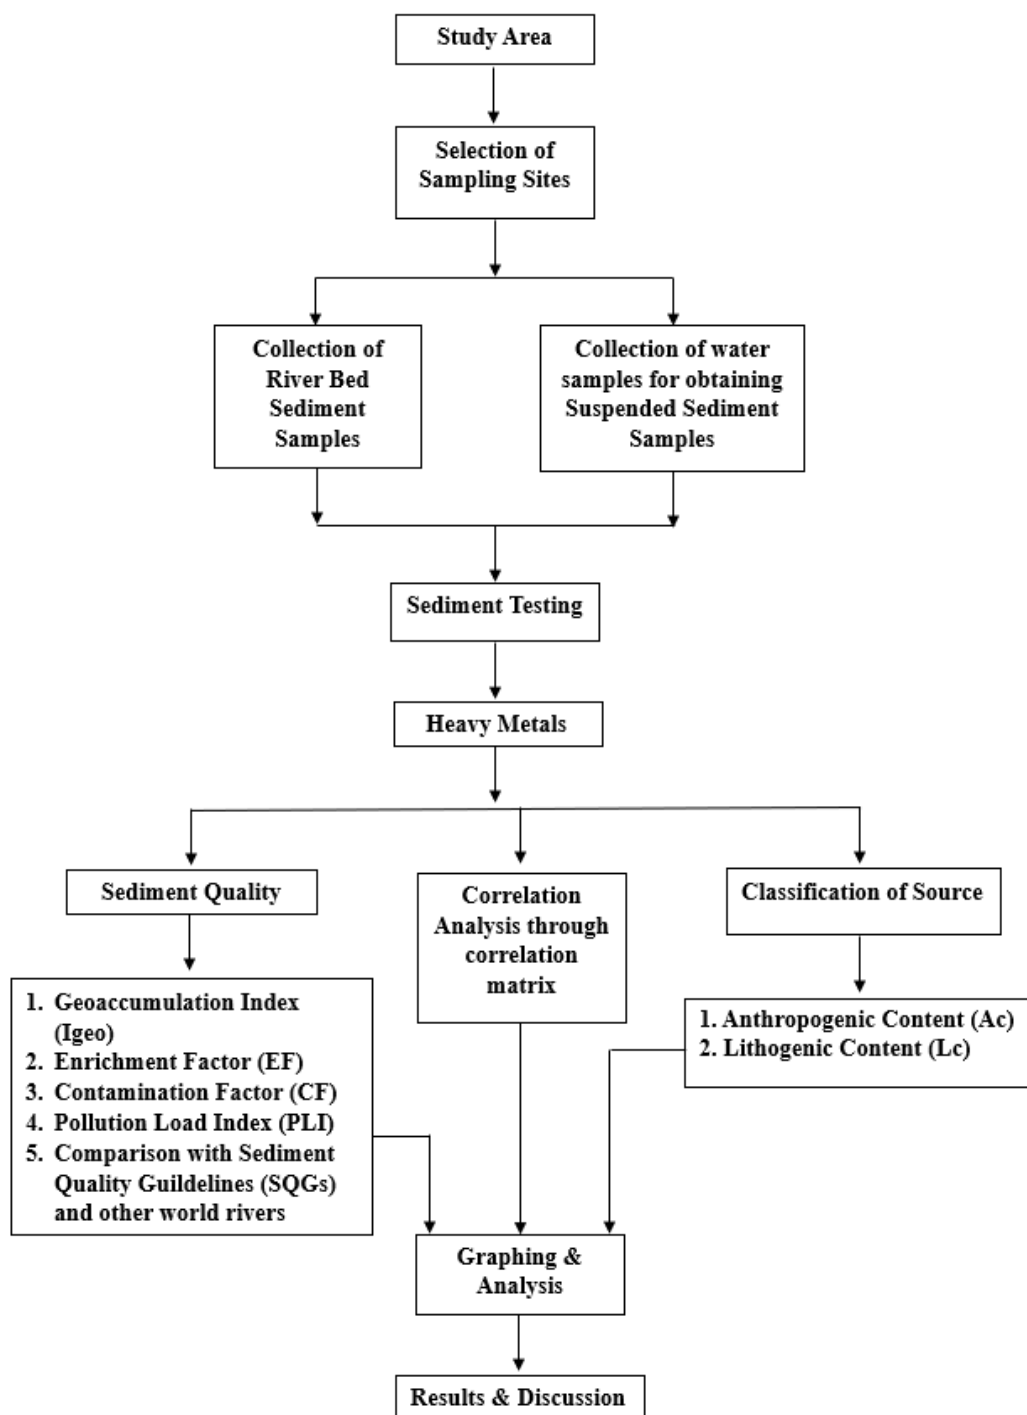 Study Area
Selection of
Sampling Sites
Collection of
River Bed
Sediment
Samples
Collection of water
samples for obtaining
Suspended Sediment
Samples
Sediment Testing
Heavy Metals
Sediment Quality
Correlation
Analysis through
correlation
matrix
Classification of Source
1. Geoaccumulation Index
(Igeo)
2. Enrichment Factor (EF)
3. Contamination Factor (CF)
4. Pollution Load Index (PLI)
5. Comparison with Sediment
Quality Guildelines (SQGs)
and other world rivers
1. Anthropogenic Content (Ac)
2. Lithogenic Content (Lc)
Graphing &
Analysis
Results & Discussion